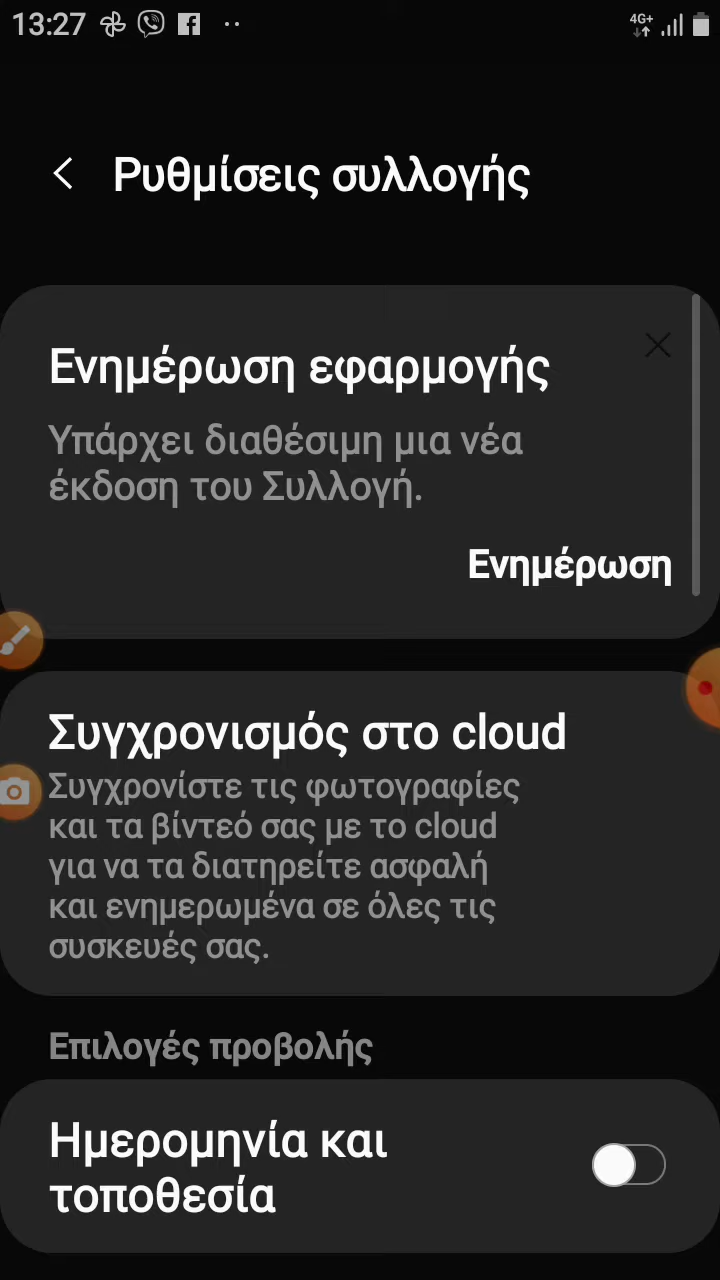 13:27
4G+
Ρυθμίσεις συλλογής
Ενημέρωση εφαρμογής
Υπάρχει διαθέσιμη μια νέα
έκδοση του Συλλογή.
Ενημέρωση
Συγχρονισμός στο cloud
Συγχρονίστε τις φωτογραφίες
και τα βίντεό σας με το cloud
για να τα διατηρείτε ασφαλή
και ενημερωμένα σε όλες τις
συσκευές σας.
Επιλογές προβολής
Ημερομηνία και
τοποθεσία